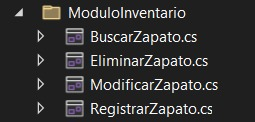 ModuloInventario
BuscarZapato.cs
EliminarZapato.cs
ModificarZapato.cs
RegistrarZapato.cs